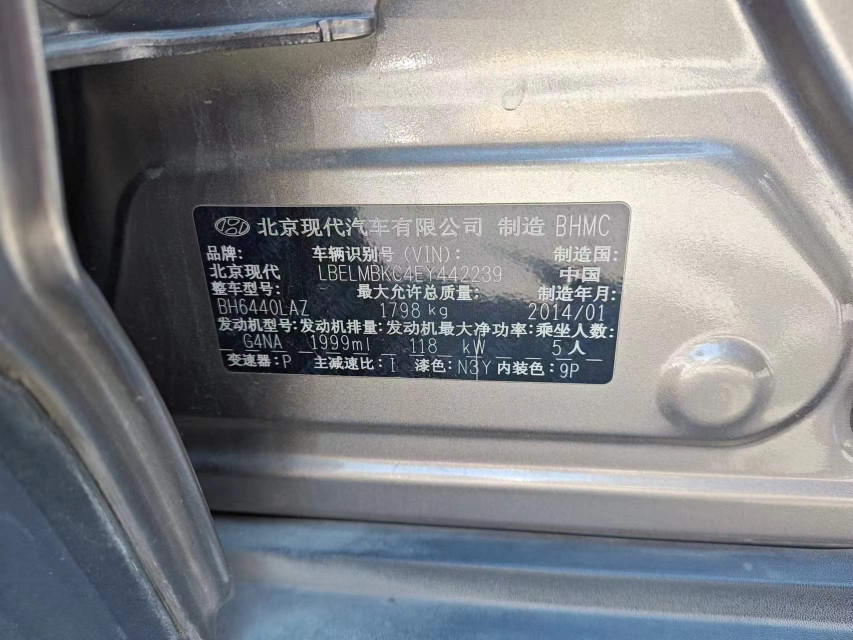 北京现代汽车有限公司 制造 BHMC
品牌: 车辆识别号(VIN): 制造国:
北京现代 LBELMBKC4EY442239 中国
整车型号: 最大允许总质量: 制造年月:
BH6440LAZ 1798 kg 2014/01
发动机型号: 发动机排量: 发动机最大净功率: 乘坐人数:
G4NA 1999ml 118 kW 5人
变速器: P 主减速比: I 漆色: N3Y 内装色: 9P